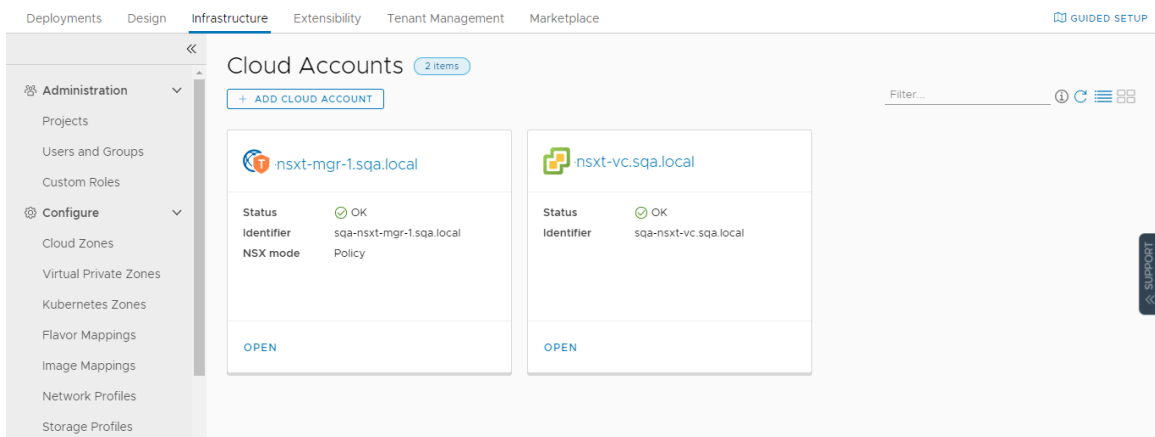 Deployments Design Infrastructure Extensibility Tenant Management Marketplace GUIDED SETUP
Administration
Projects
Users and Groups
Custom Roles
Configure
Cloud Zones
Virtual Private Zones
Kubernetes Zones
Flavor Mappings
Image Mappings
Network Profiles
Storage Profiles
Cloud Accounts 2 items
+ ADD CLOUD ACCOUNT
Filter...
T
nsxt-mgr-1.sqa.local
Status OK
Identifier sqa-nsxt-mgr-1.sqa.local
NSX mode Policy
OPEN
nsxt-vc.sqa.local
Status OK
Identifier sqa-nsxt-vc.sqa.local
OPEN
SUPPORT